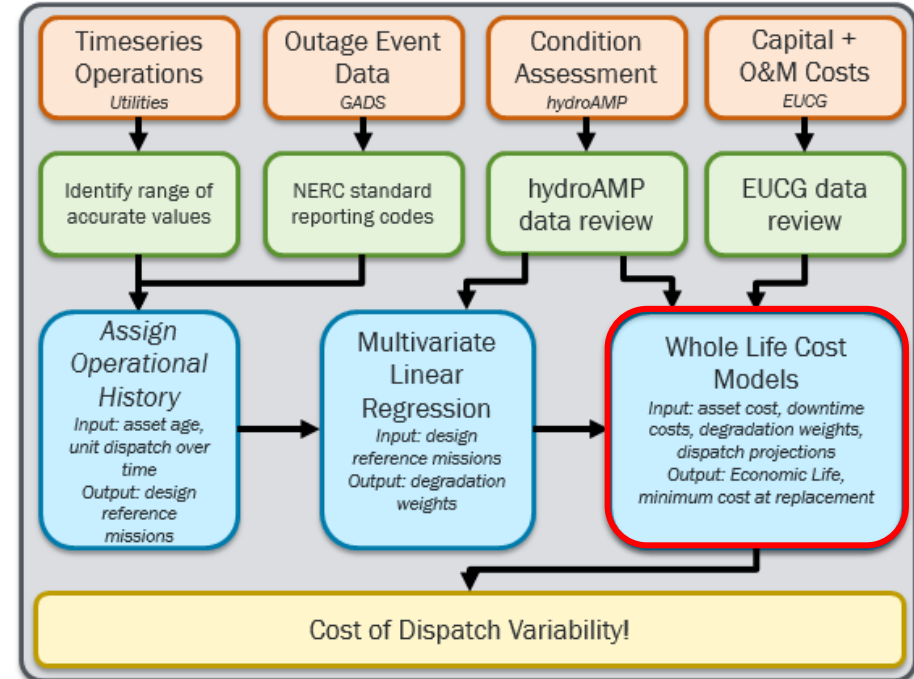 Timeseries
Operations
Utilities
Outage Event
Data
GADS
Condition
Assessment
hydroAMP
Capital +
O&M Costs
EUCG
Identify range of
accurate values
NERC standard
reporting codes
hydroAMP
data review
EUCG data
review
Assign
Operational
History
Input: asset age,
unit dispatch over
time
Output: design
reference
missions
Multivariate
Linear
Regression
Input: design
reference missions
Output: degradation
weights
Whole Life Cost
Models
Input: asset cost, downtime
costs, degradation weights,
dispatch projections
Output: Economic Life,
minimum cost at replacement
Cost of Dispatch Variability!